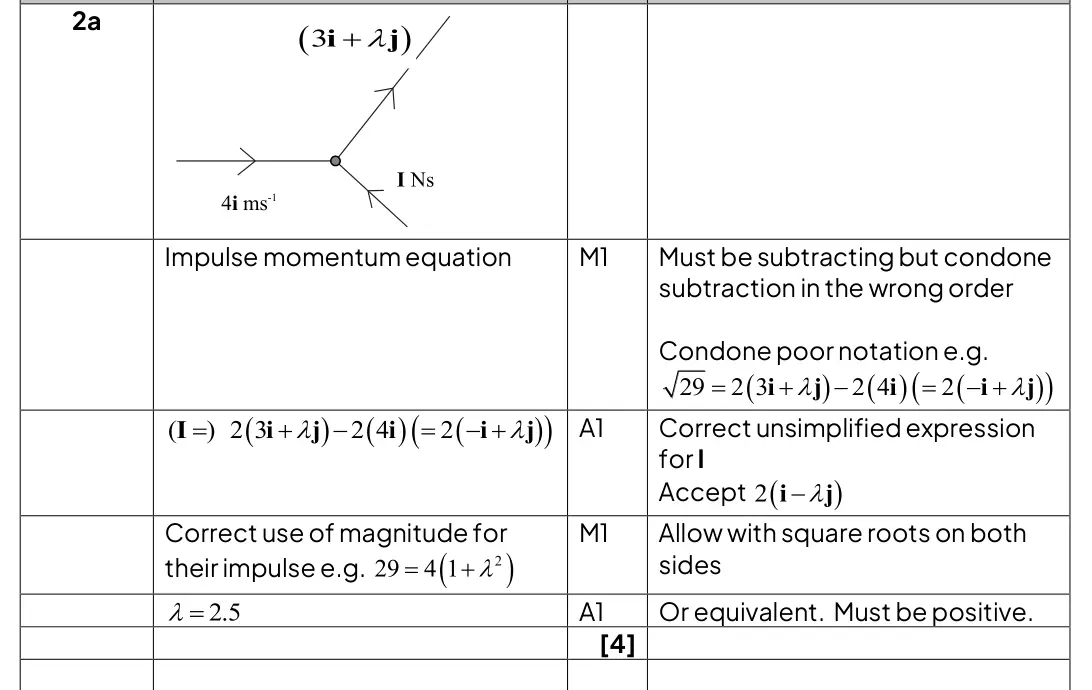 2a
(3i + λj)
I Ns
4i ms⁻¹
Impulse momentum equation
M1
Must be subtracting but condone
subtraction in the wrong order
Condone poor notation e.g.
√29 = 2(3i + λj) − 2(4i)(= 2(−i + λj))
(I =) 2(3i + λj) − 2(4i)(= 2(−i + λj))
A1
Correct unsimplified expression
for I
Accept 2(i − λj)
Correct use of magnitude for
their impulse e.g. 29 = 4(1 + λ²)
M1
Allow with square roots on both
sides
λ = 2.5
A1
Or equivalent. Must be positive.
[4]